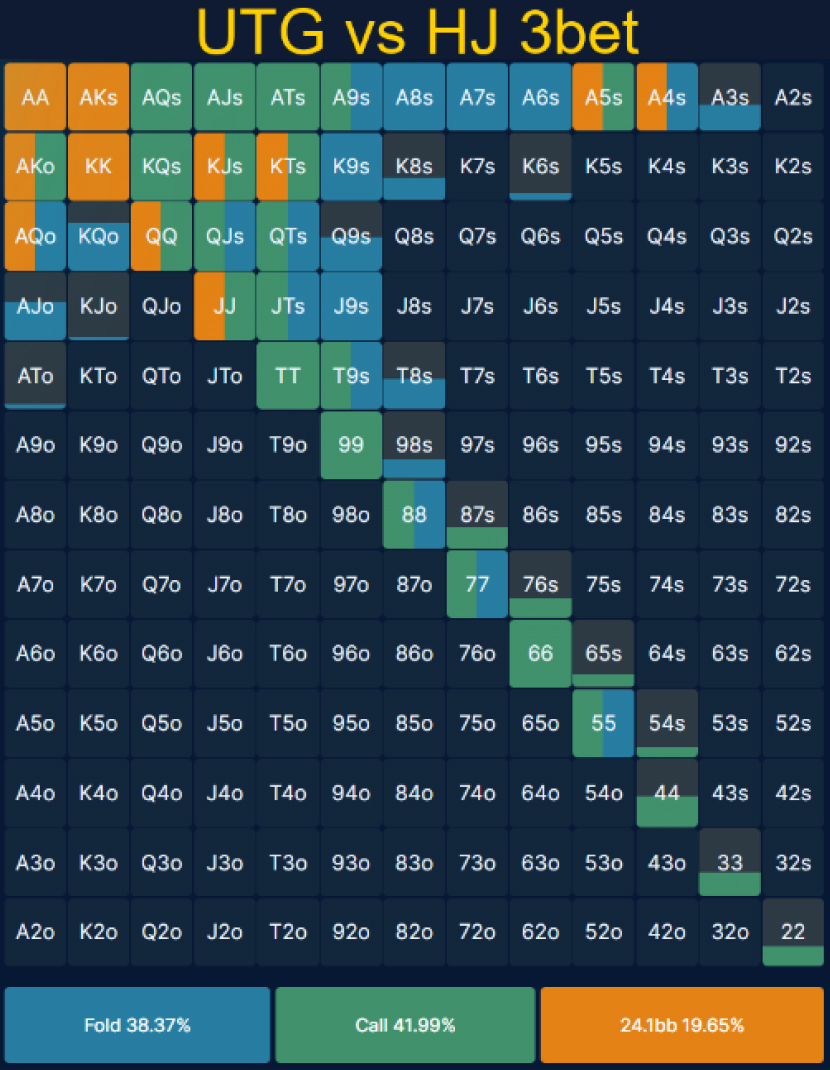 UTG vs HJ 3bet
AA AKs AQs AJs ATs A9s A8s A7s A6s A5s A4s A3s A2s
AKo KK KQs KJs KTs K9s K8s K7s K6s K5s K4s K3s K2s
AQo KQo QQ QJs QTs Q9s Q8s Q7s Q6s Q5s Q4s Q3s Q2s
AJo KJo QJo JJ JTs J9s J8s J7s J6s J5s J4s J3s J2s
ATo KTo QTo JTo TT T9s T8s T7s T6s T5s T4s T3s T2s
A9o K9o Q9o J9o T9o 99 98s 97s 96s 95s 94s 93s 92s
A8o K8o Q8o J8o T8o 98o 88 87s 86s 85s 84s 83s 82s
A7o K7o Q7o J7o T7o 97o 87o 77 76s 75s 74s 73s 72s
A6o K6o Q6o J6o T6o 96o 86o 76o 66 65s 64s 63s 62s
A5o K5o Q5o J5o T5o 95o 85o 75o 65o 55 54s 53s 52s
A4o K4o Q4o J4o T4o 94o 84o 74o 64o 54o 44 43s 42s
A3o K3o Q3o J3o T3o 93o 83o 73o 63o 53o 43o 33 32s
A2o K2o Q2o J2o T2o 92o 82o 72o 62o 52o 42o 32o 22
Fold 38.37% Call 41.99% 24.1bb 19.65%